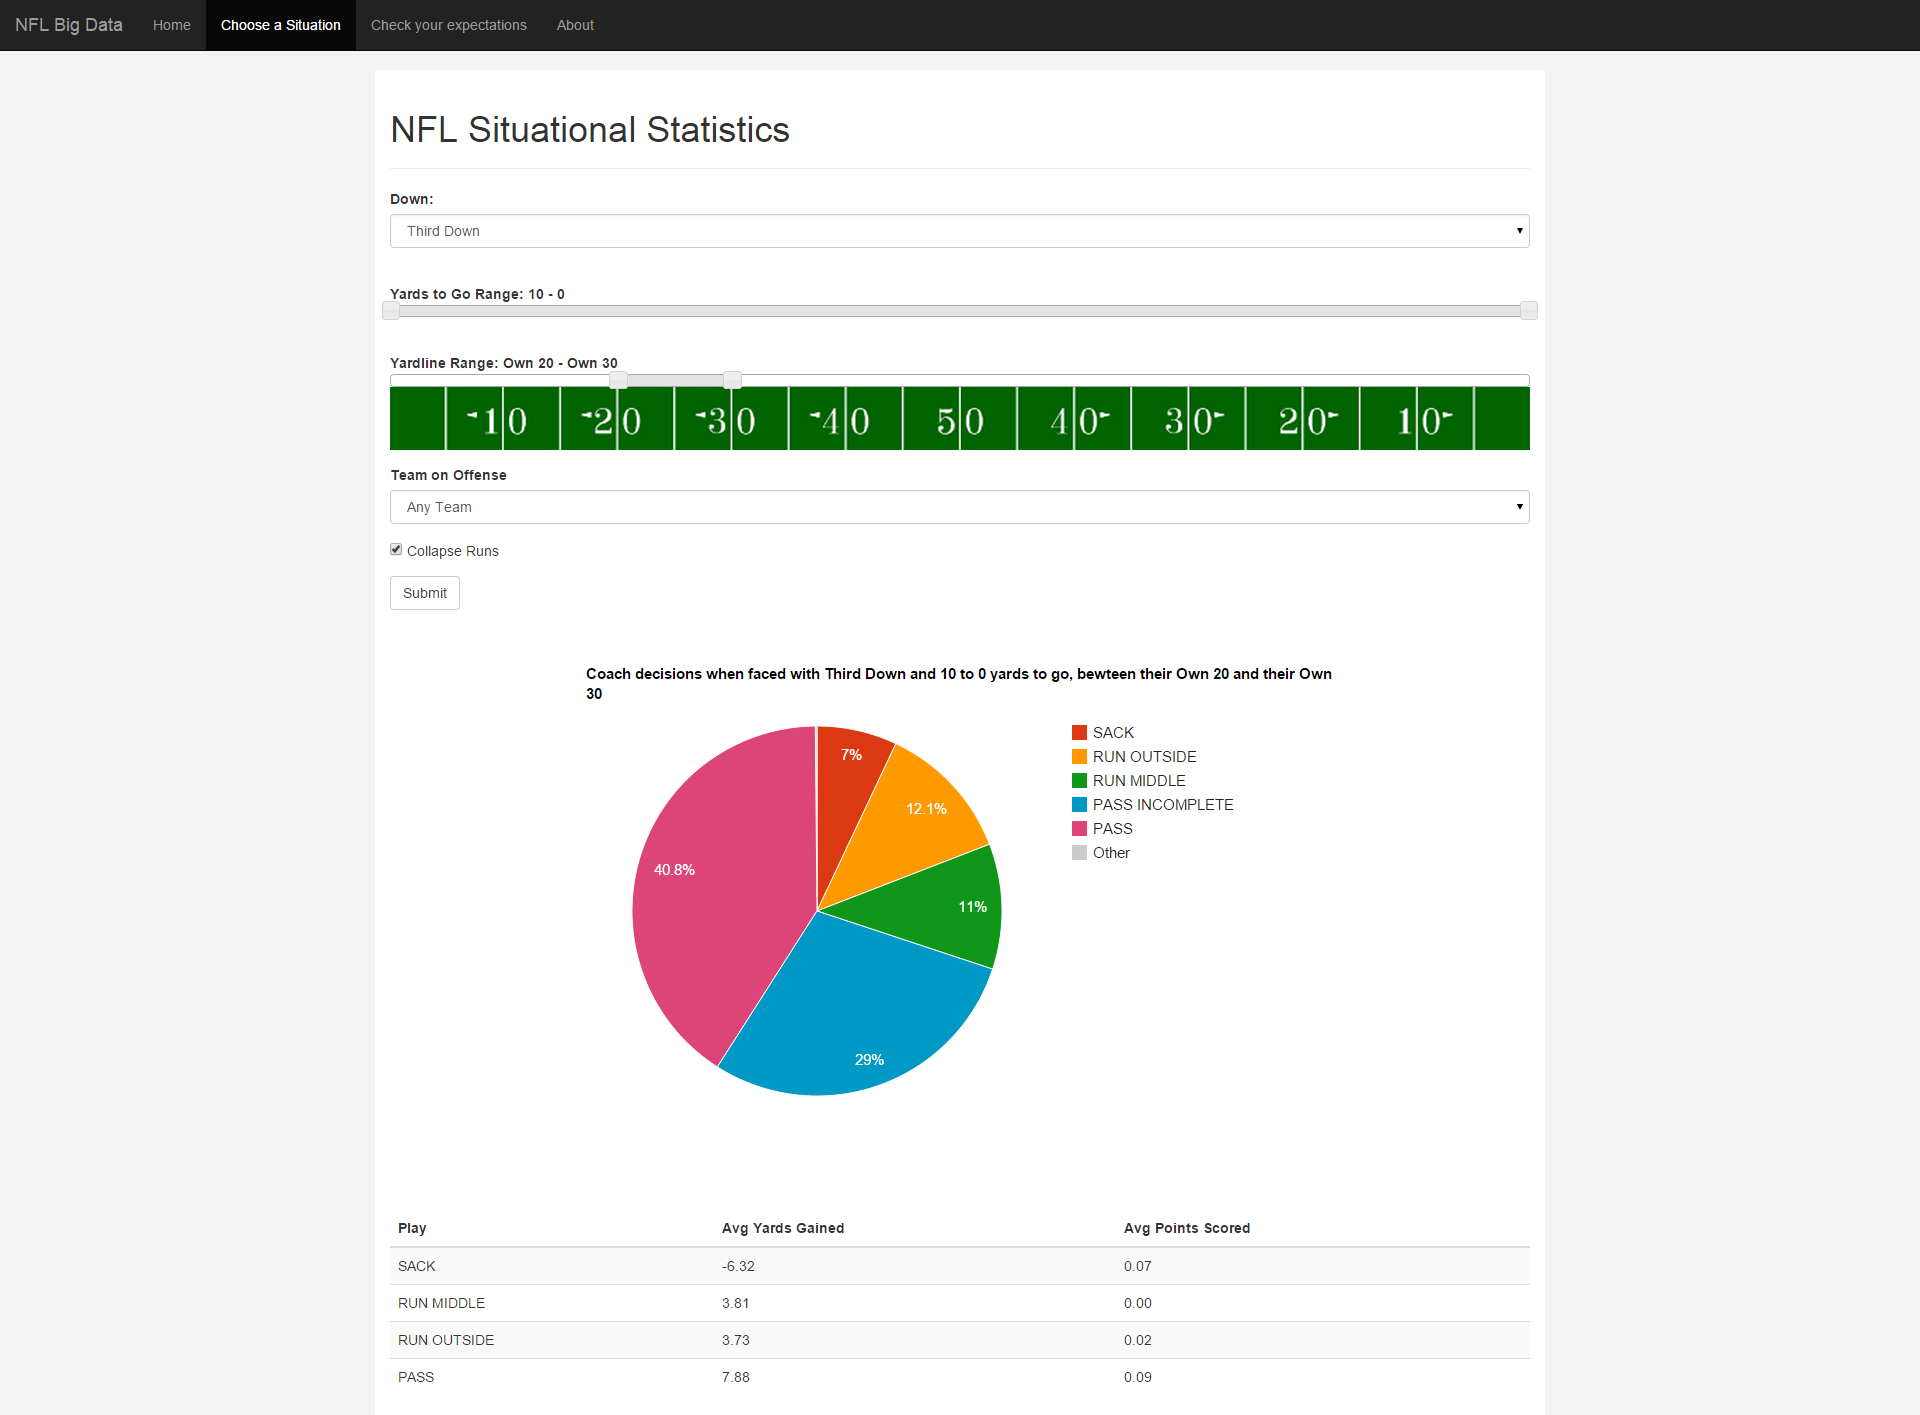 NFL Big Data Home Choose a Situation Check your expectations About
NFL Situational Statistics
Down:
Third Down
Yards to Go Range: 10 - 0
Yardline Range: Own 20 - Own 30
10 20 30 40 50 40 30 20 10
Team on Offense
Any Team
Collapse Runs
Submit
Coach decisions when faced with Third Down and 10 to 0 yards to go, bewteen their Own 20 and their Own
30
7%
12.1%
40.8%
11%
29%
SACK
RUN OUTSIDE
RUN MIDDLE
PASS INCOMPLETE
PASS
Other
Play Avg Yards Gained Avg Points Scored
SACK -6.32 0.07
RUN MIDDLE 3.81 0.00
RUN OUTSIDE 3.73 0.02
PASS 7.88 0.09